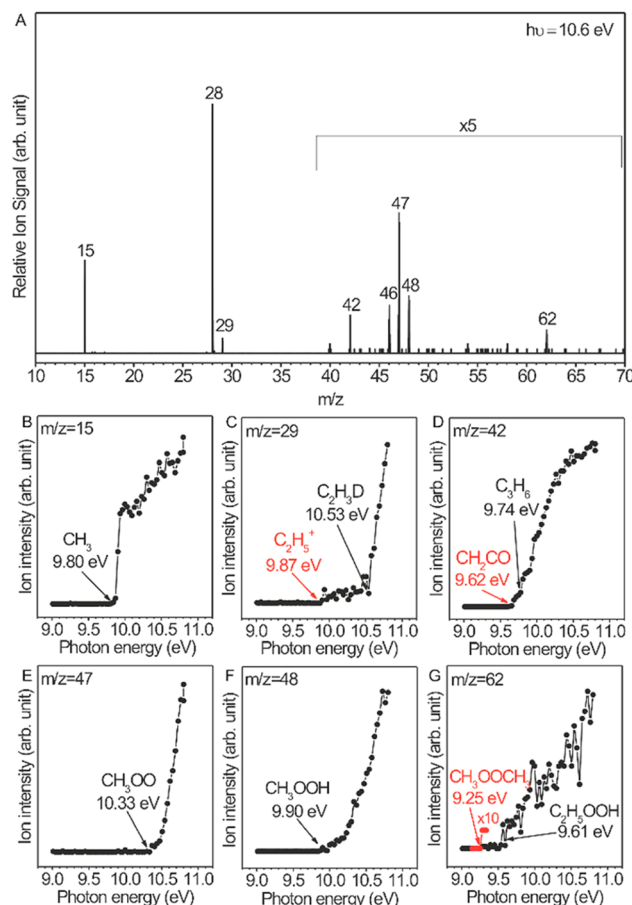 A
hυ = 10.6 eV
28
x5
47
15
48
46
42
29
62
Relative Ion Signal (arb. unit)
10 20 30 40 50 60 70
m/z
B m/z=15
CH₃
9.80 eV
Ion intensity (arb. unit)
9.0 9.5 10.0 10.5 11.0
Photon energy (eV)
C m/z=29
C₂H₃D
10.53 eV
C₂H₅⁺
9.87 eV
Ion intensity (arb. unit)
9.0 9.5 10.0 10.5 11.0
Photon energy (eV)
D m/z=42
C₃H₆
9.74 eV
CH₂CO
9.62 eV
Ion intensity (arb. unit)
9.0 9.5 10.0 10.5 11.0
Photon energy (eV)
E m/z=47
CH₃OO
10.33 eV
Ion intensity (arb. unit)
9.0 9.5 10.0 10.5 11.0
Photon energy (eV)
F m/z=48
CH₃OOH
9.90 eV
Ion intensity (arb. unit)
9.0 9.5 10.0 10.5 11.0
Photon energy (eV)
G m/z=62
CH₃OOCH₃
9.25 eV
x10
C₂H₅OOH
9.61 eV
Ion intensity (arb. unit)
9.0 9.5 10.0 10.5 11.0
Photon energy (eV)